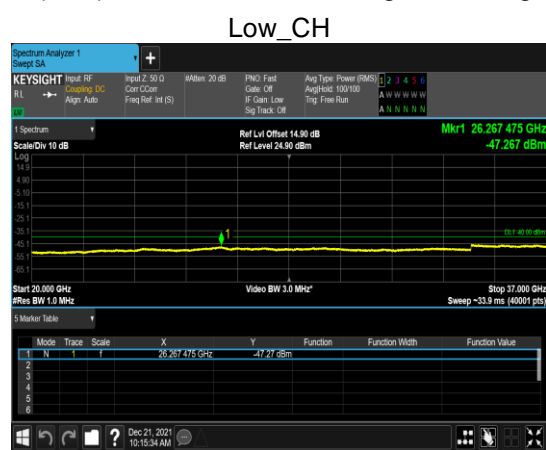 Low_CH
Spectrum Analyzer 1
Swept SA
KEYSIGHT Input: RF Input Z: 50 Ω #Atten: 20 dB PNO: Fast Avg Type: Power (RMS) 1 2 3 4 5 6
RL Coupling: DC Corr CCorr Gate: Off Avg|Hold: 100/100 A W W W W W
Align: Auto Freq Ref: Int (S) IF Gain: Low Trig: Free Run
Sig Track: Off A N N N N N
1 Spectrum Ref Lvl Offset 14.90 dB Mkr1 26.267 475 GHz
Scale/Div 10 dB Ref Level 24.90 dBm -47.267 dBm
Log
14.9
4.90
-5.10
-15.1
-25.1
-35.1
1
DL1 -40.00 dBm
-45.1
-55.1
-65.1
Start 20.000 GHz Video BW 3.0 MHz* Stop 37.000 GHz
#Res BW 1.0 MHz Sweep ~33.9 ms (40001 pts)
5 Marker Table
Mode Trace Scale X Y Function Function Width Function Value
1 N 1 f 26.267 475 GHz -47.27 dBm
2
3
4
5
6
? Dec 21, 2021
10:15:34 AM